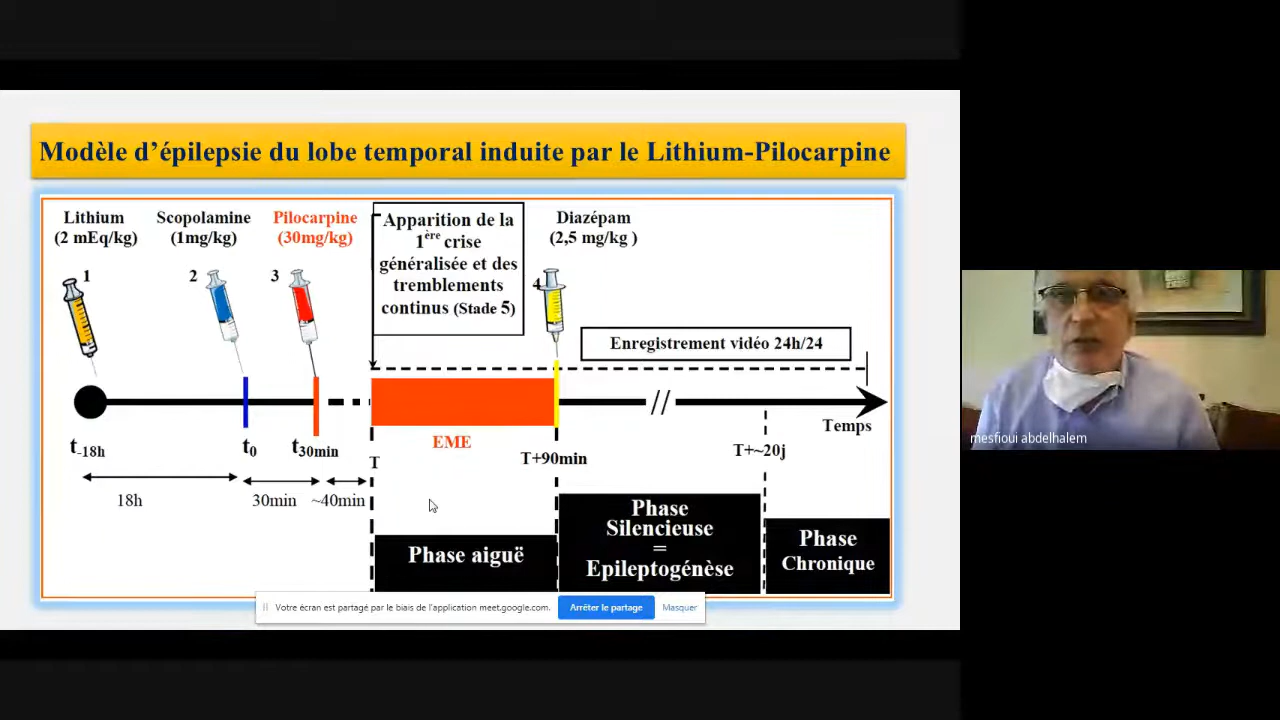 Modèle d’épilepsie du lobe temporal induite par le Lithium-Pilocarpine
Lithium
(2 mEq/kg)
Scopolamine
(1mg/kg)
Pilocarpine
(30mg/kg)
Apparition de la
1ère crise
généralisée et des
tremblements
continus (Stade 5)
Diazépam
(2,5 mg/kg )
1
2
3
4
Enregistrement vidéo 24h/24
//
Temps
t-18h
t0
t30min
T
EME
T+90min
T+~20j
18h
30min
~40min
Phase aiguë
Phase
Silencieuse
=
Epileptogénèse
Phase
Chronique
Votre écran est partagé par le biais de l'application meet.google.com.
Arrêter le partage
Masquer
mesfioui abdelhalem